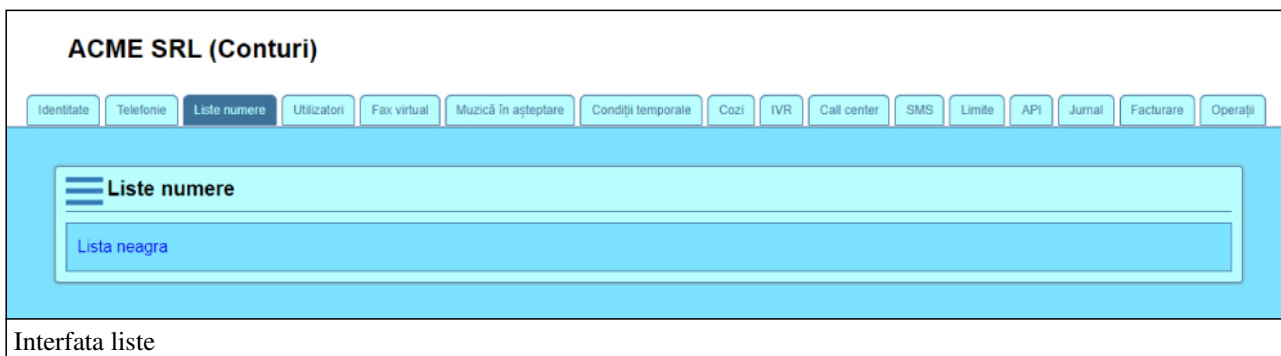 ACME SRL (Conturi)
Identitate Telefonie Liste numere Utilizatori Fax virtual Muzică în așteptare Condiții temporale Cozi IVR Call center SMS Limite API Jurnal Facturare Operații
Liste numere
Lista neagra
Interfata liste